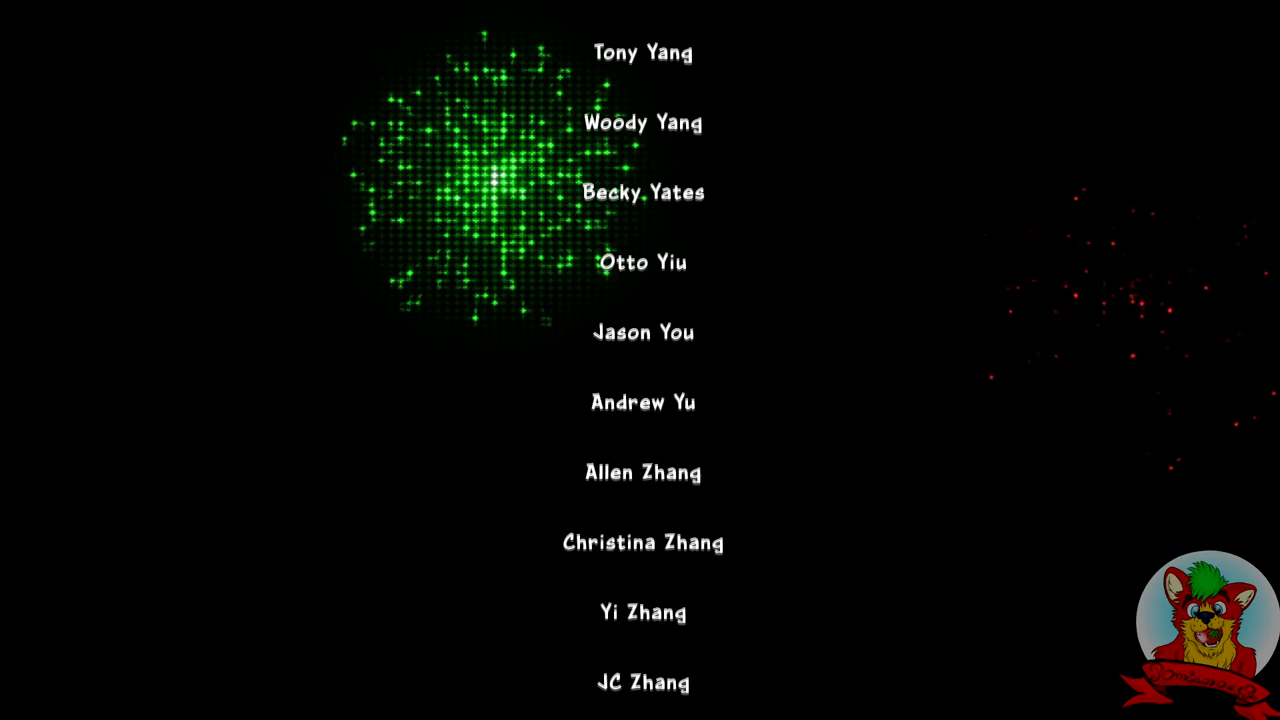 Tony Yang
Woody Yang
Becky Yates
Otto Yiu
Jason You
Andrew Yu
Allen Zhang
Christina Zhang
Yi Zhang
JC Zhang